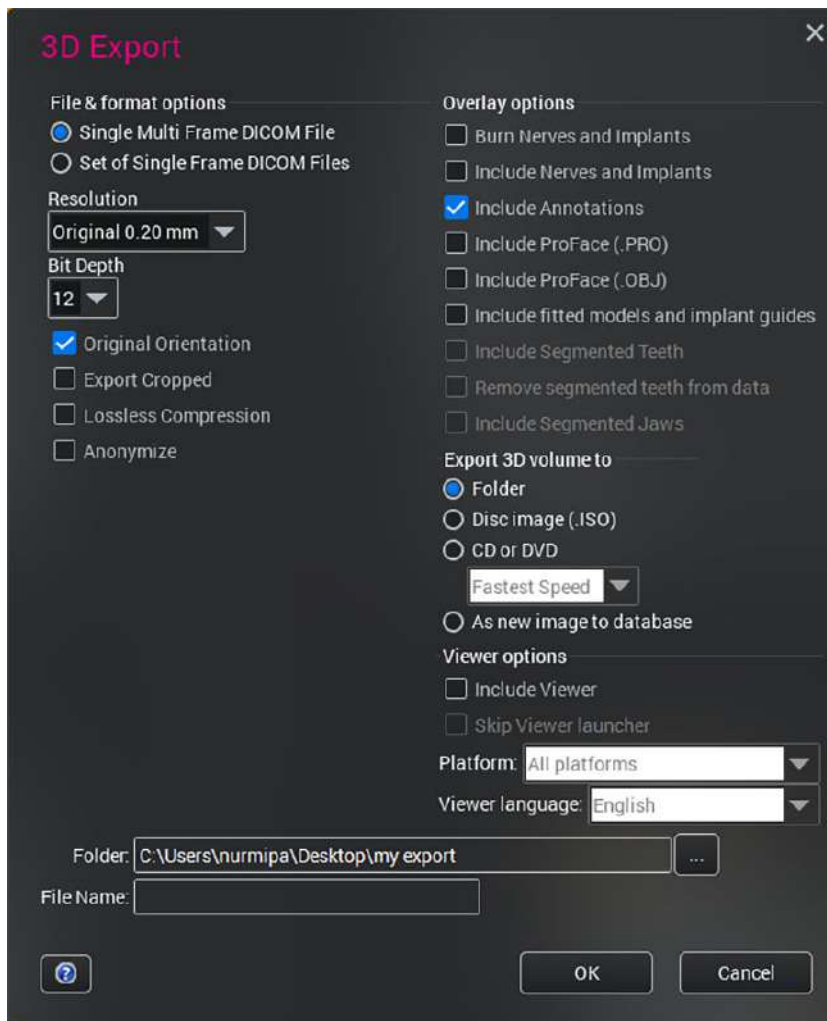 3D Export
File & format options
Single Multi Frame DICOM File
Set of Single Frame DICOM Files
Resolution
Original 0.20 mm
Bit Depth
12
Original Orientation
Export Cropped
Lossless Compression
Anonymize
Overlay options
Burn Nerves and Implants
Include Nerves and Implants
Include Annotations
Include ProFace (.PRO)
Include ProFace (.OBJ)
Include fitted models and implant guides
Include Segmented Teeth
Remove segmented teeth from data
Include Segmented Jaws
Export 3D volume to
Folder
Disc image (.ISO)
CD or DVD
Fastest Speed
As new image to database
Viewer options
Include Viewer
Skip Viewer launcher
Platform: All platforms
Viewer language: English
Folder: C:\Users\nurmipa\Desktop\my export ...
File Name:
? OK Cancel